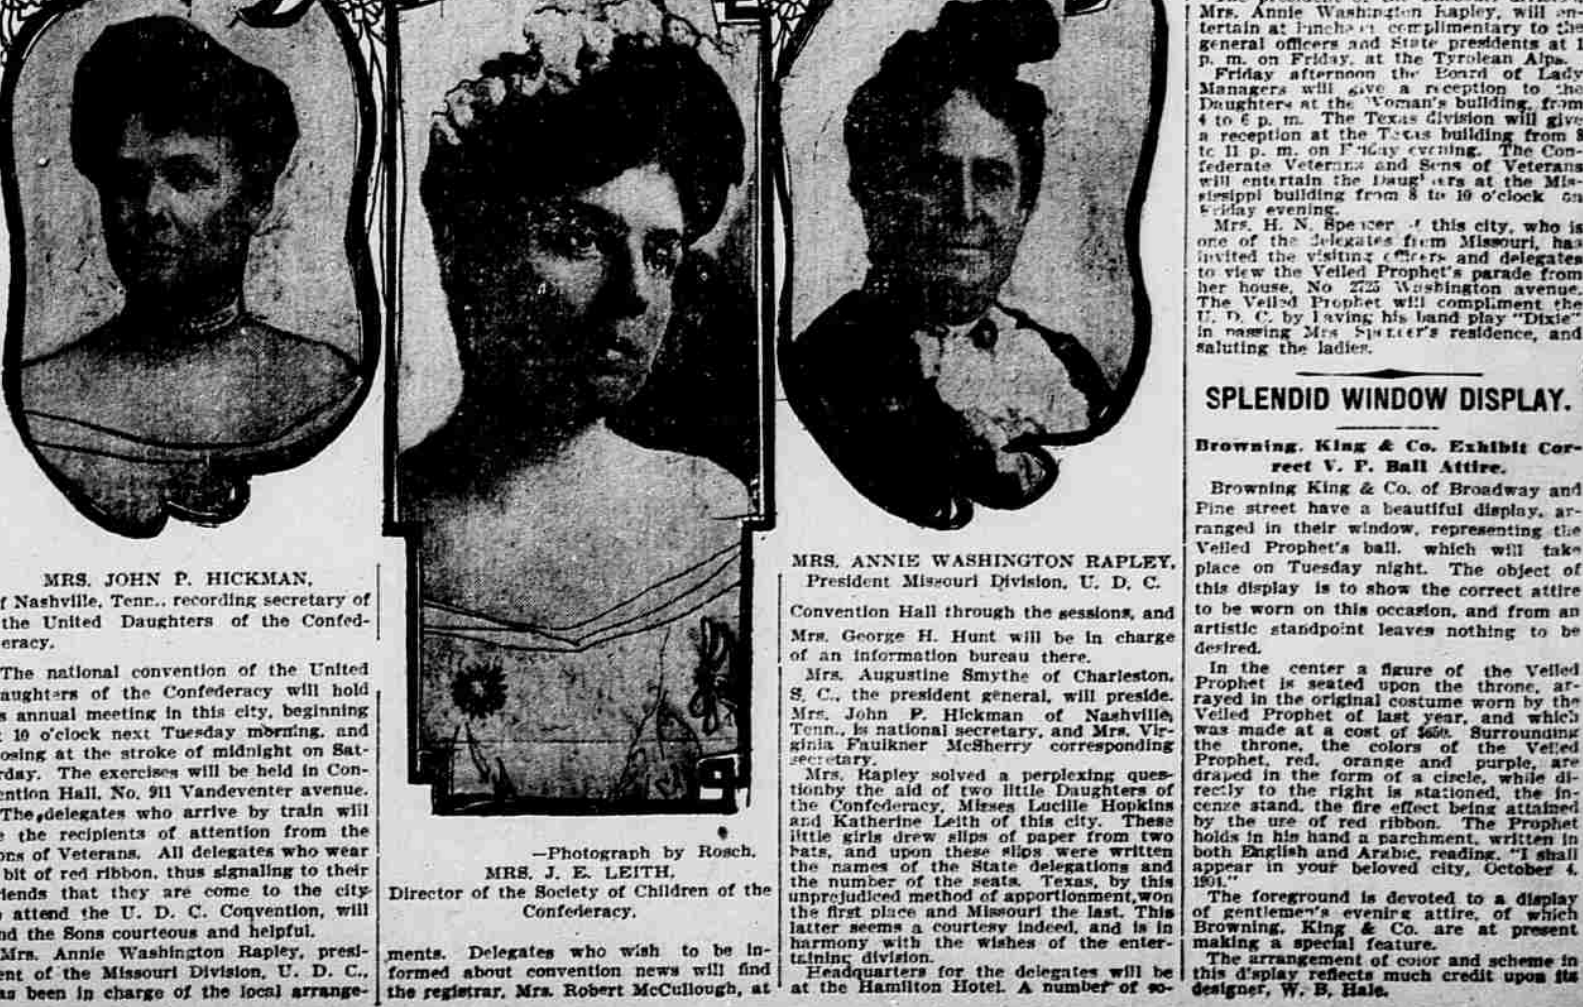 MRS. JOHN P. HICKMAN,
f Nashville, Tenn., recording secretary of
the United Daughters of the Confed-
eracy.
The national convention of the United
aughters of the Confederacy will hold
s annual meeting in this city, beginning
t 10 o'clock next Tuesday morning, and
osing at the stroke of midnight on Sat-
rday. The exercises will be held in Con-
ention Hall, No. 911 Vandeventer avenue.
The delegates who arrive by train will
e the recipients of attention from the
ons of Veterans. All delegates who wear
bit of red ribbon, thus signaling to their
iends that they are come to the city
o attend the U. D. C. Convention, will
nd the Sons courteous and helpful.
Mrs. Annie Washington Rapley, presi-
ent of the Missouri Division, U. D. C.,
as been in charge of the local arrange-
—Photograph by Rosch.
MRS. J. E. LEITH,
Director of the Society of Children of the
Confederacy.
ments. Delegates who wish to be in-
formed about convention news will find
the registrar, Mrs. Robert McCullough, at
MRS. ANNIE WASHINGTON RAPLEY,
President Missouri Division, U. D. C.
Convention Hall through the sessions, and
Mrs. George H. Hunt will be in charge
of an information bureau there.
Mrs. Augustine Smythe of Charleston,
S. C., the president general, will preside.
Mrs. John P. Hickman of Nashville,
Tenn., is national secretary, and Mrs. Vir-
ginia Faulkner McSherry corresponding
secretary.
Mrs. Rapley solved a perplexing ques-
tionby the aid of two little Daughters of
the Confederacy, Misses Lucille Hopkins
and Katherine Leith of this city. These
little girls drew slips of paper from two
hats, and upon these slips were written
the names of the State delegations and
the number of the seats. Texas, by this
unprejudiced method of apportionment, won
the first place and Missouri the last. This
latter seems a courtesy indeed, and is in
harmony with the wishes of the enter-
taining division.
Headquarters for the delegates will be
at the Hamilton Hotel. A number of so-
Mrs. Annie Washington Rapley, will en-
tertain at luncheon complimentary to the
general officers and State presidents at 1
p. m. on Friday, at the Tyrolean Alps.
Friday afternoon the Board of Lady
Managers will give a reception to the
Daughters at the Woman's building, from
4 to 6 p. m. The Texas division will give
a reception at the Texas building from 8
to 11 p. m. on Friday evening. The Con-
federate Veterans and Sons of Veterans
will entertain the Daughters at the Mis-
sissippi building from 8 to 10 o'clock on
Friday evening.
Mrs. H. N. Spencer of this city, who is
one of the delegates from Missouri, has
invited the visiting officers and delegates
to view the Veiled Prophet's parade from
her house, No 2725 Washington avenue.
The Veiled Prophet will compliment the
U. D. C. by having his band play "Dixie"
in passing Mrs Spencer's residence, and
saluting the ladies.
SPLENDID WINDOW DISPLAY.
Browning, King & Co. Exhibit Cor-
rect V. P. Ball Attire.
Browning King & Co. of Broadway and
Pine street have a beautiful display, ar-
ranged in their window, representing the
Veiled Prophet's ball, which will take
place on Tuesday night. The object of
this display is to show the correct attire
to be worn on this occasion, and from an
artistic standpoint leaves nothing to be
desired.
In the center a figure of the Veiled
Prophet is seated upon the throne, ar-
rayed in the original costume worn by the
Veiled Prophet of last year, and which
was made at a cost of $650. Surrounding
the throne, the colors of the Veiled
Prophet, red, orange and purple, are
draped in the form of a circle, while di-
rectly to the right is stationed, the in-
cense stand, the fire effect being attained
by the use of red ribbon. The Prophet
holds in his hand a parchment, written in
both English and Arabic, reading, "I shall
appear in your beloved city, October 4,
1904."
The foreground is devoted to a display
of gentlemen's evening attire, of which
Browning, King & Co. are at present
making a special feature.
The arrangement of color and scheme in
this display reflects much credit upon its
designer, W. B. Hale.